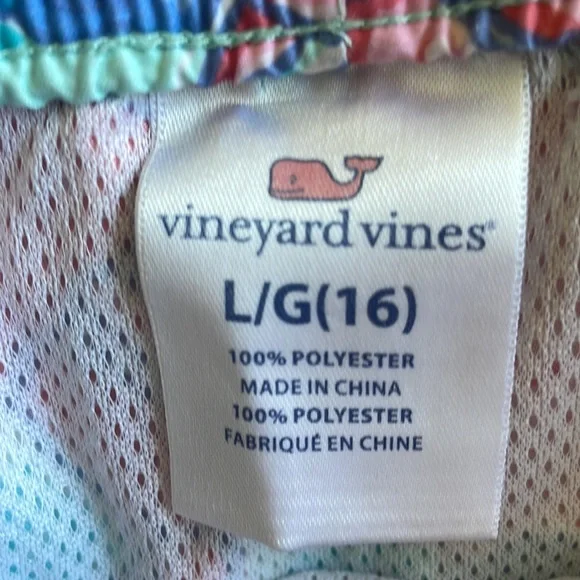 vineyard vines®
L/G(16)
100% POLYESTER
MADE IN CHINA
100% POLYESTER
FABRIQUÉ EN CHINE